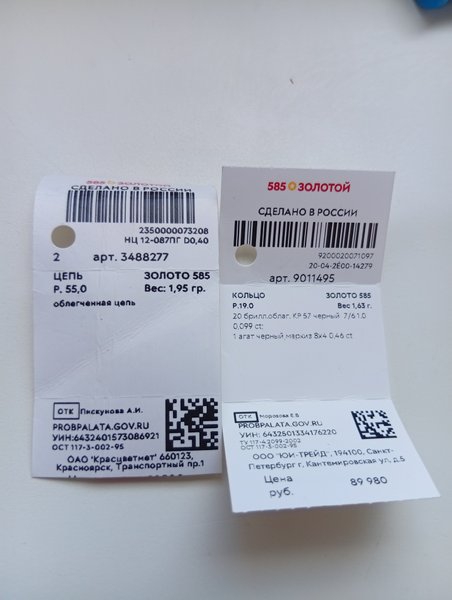 585 ЗОЛОТОЙ
СДЕЛАНО В РОССИИ
2350000073208
НЦ 12-087ПГ D0,40
2 арт. 3488277
ЦЕПЬ ЗОЛОТО 585
Р. 55,0 Вес: 1,95 гр.
облегченная цепь
ОТК Пискунова А.И.
PROBPALATA.GOV.RU
УИН:6432401573086921
ОСТ 117-3-002-95
ОАО "Красцветмет" 660123,
Красноярск, Транспортный пр.1
585 ЗОЛОТОЙ
СДЕЛАНО В РОССИИ
9200020071097
20-04-2Е00-14279
арт. 9011495
КОЛЬЦО ЗОЛОТО 585
Р.19.0 Вес 1,63 г.
20 брилл.облаг. КР 57 черный 7/6.1.0
0,099 ct;
1 агат черный маркиз 8х4 0,46 ct
ОТК Морозова Е.В
PROBPALATA.GOV.RU
УИН: 6432501334176220
ТУ 117-4.2099-2002
ОСТ 117-3-002-95
ООО "ЮИ-ТРЕЙД", 194100, Санкт-
Петербург г, Кантемировская ул, д.5
Цена
руб. 89 980